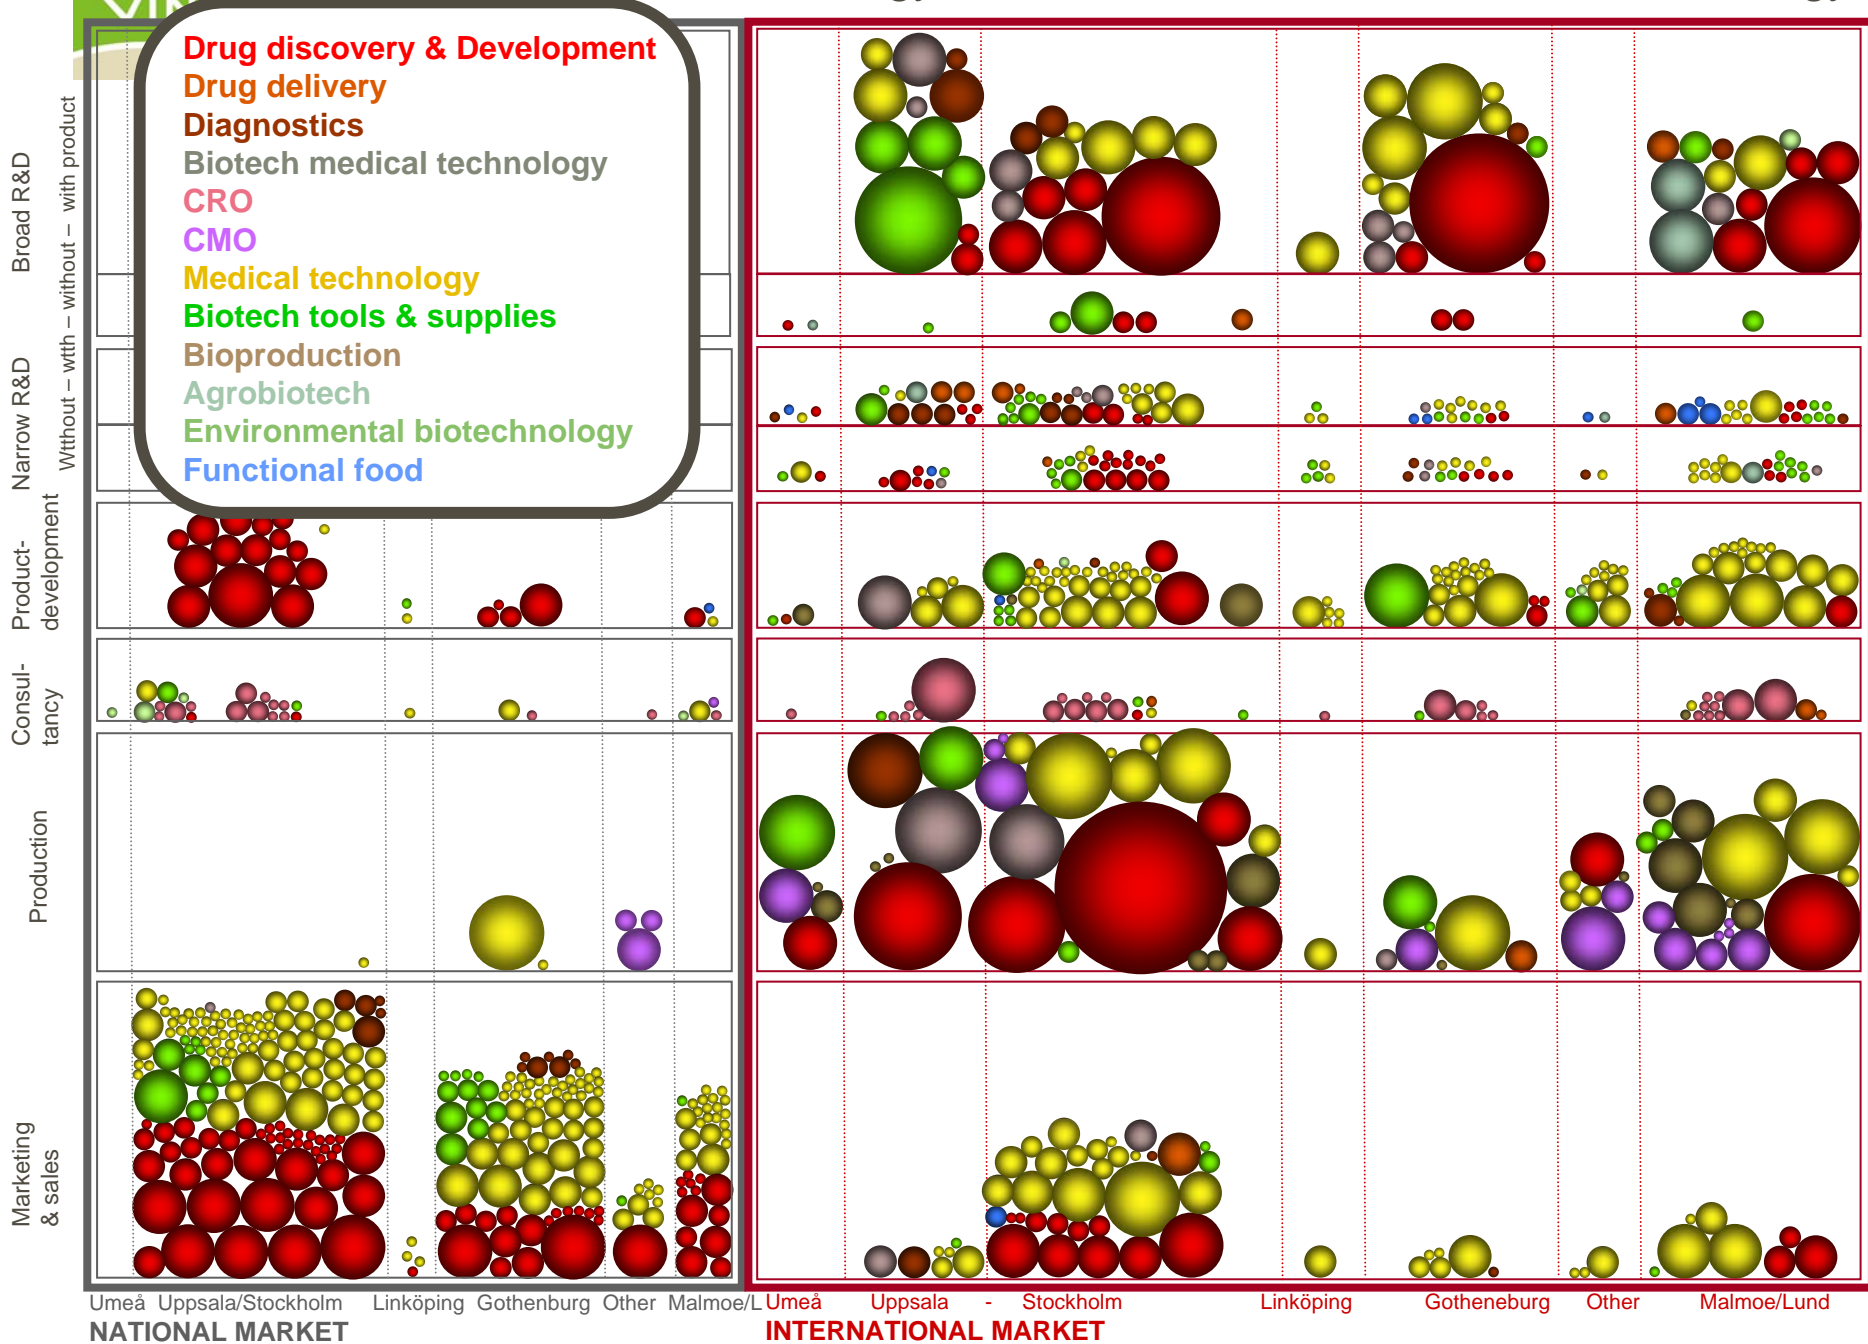 Drug discovery & Development
Drug delivery
Diagnostics
Biotech medical technology
CRO
CMO
Medical technology
Biotech tools & supplies
Bioproduction
Agrobiotech
Environmental biotechnology
Functional food
Broad R&D
Narrow R&D
Wtthout – wth – without – with product
Product-
development
Consul-
tancy
Production
Marketing
& sales
Umeå Uppsala/Stockholm Linköping Gothenburg Other Malmoe/L
NATIONAL MARKET
Umeå Uppsala - Stockholm Linköping Gotheneburg Other Malmoe/Lund
INTERNATIONAL MARKET